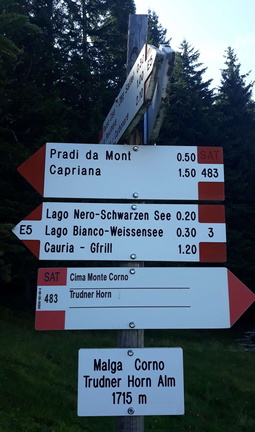 Pradi da Mont 0.50 SAT
Capriana 1.50 483
Lago Nero-Schwarzen See 0.20
E5 Lago Bianco-Weissensee 0.30 3
Cauria - Gfrill 1.20
SAT Cima Monte Corno
483 Trudner Horn
Malga Corno
Trudner Horn Alm
1715 m